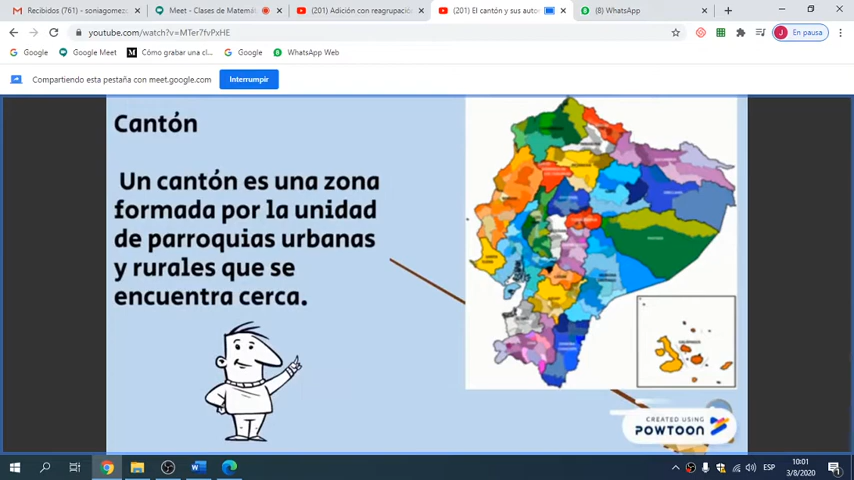 Recibidos (761) - soniagomez
Meet - Clases de Matemá
(201) Adición con reagrupació
(201) El cantón y sus auto
(8) WhatsApp
youtube.com/watch?v=MTer7fvPxHE
En pausa
Google
Google Meet
Cómo grabar una cl...
Google
WhatsApp Web
Compartiendo esta pestaña con meet.google.com
Interrumpir
Cantón
Un cantón es una zona
formada por la unidad
de parroquias urbanas
y rurales que se
encuentra cerca.
CREATED USING
POWTOON
ESP
10:01
3/8/2020